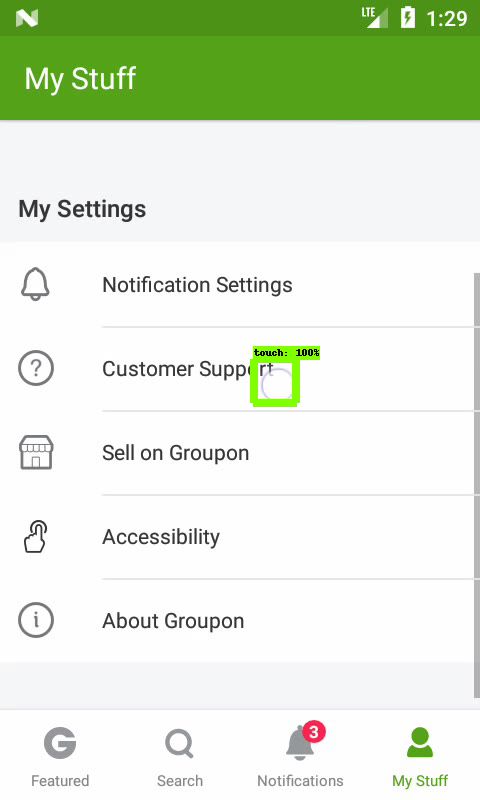 LTE 1:29
My Stuff
My Settings
Notification Settings
touch: 100%
Customer Support
Sell on Groupon
Accessibility
About Groupon
3
Featured Search Notifications My Stuff